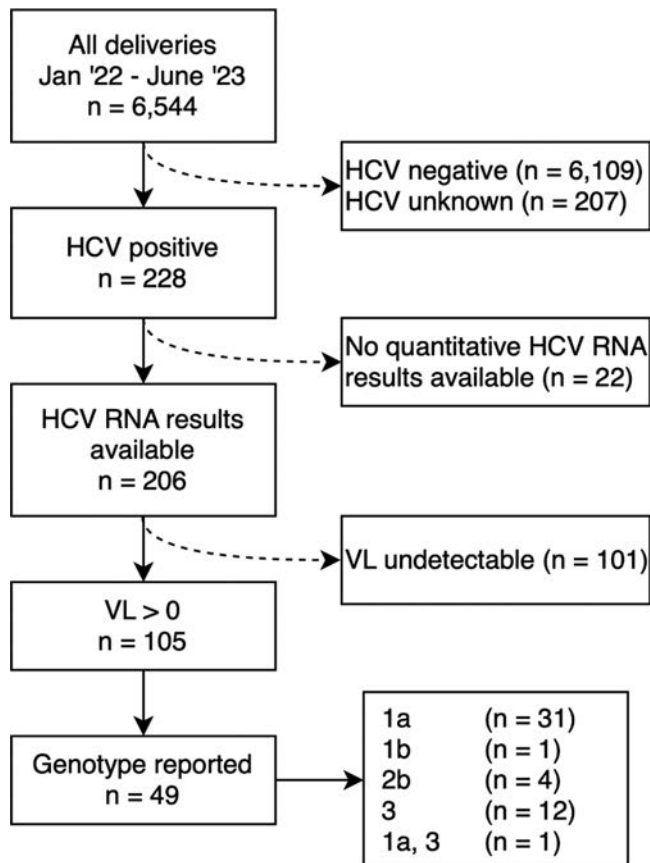 All deliveries
Jan '22 - June '23
n = 6,544
HCV negative (n = 6,109)
HCV unknown (n = 207)
HCV positive
n = 228
No quantitative HCV RNA
results available (n = 22)
HCV RNA results
available
n = 206
VL undetectable (n = 101)
VL > 0
n = 105
Genotype reported
n = 49
1a (n = 31)
1b (n = 1)
2b (n = 4)
3 (n = 12)
1a, 3 (n = 1)